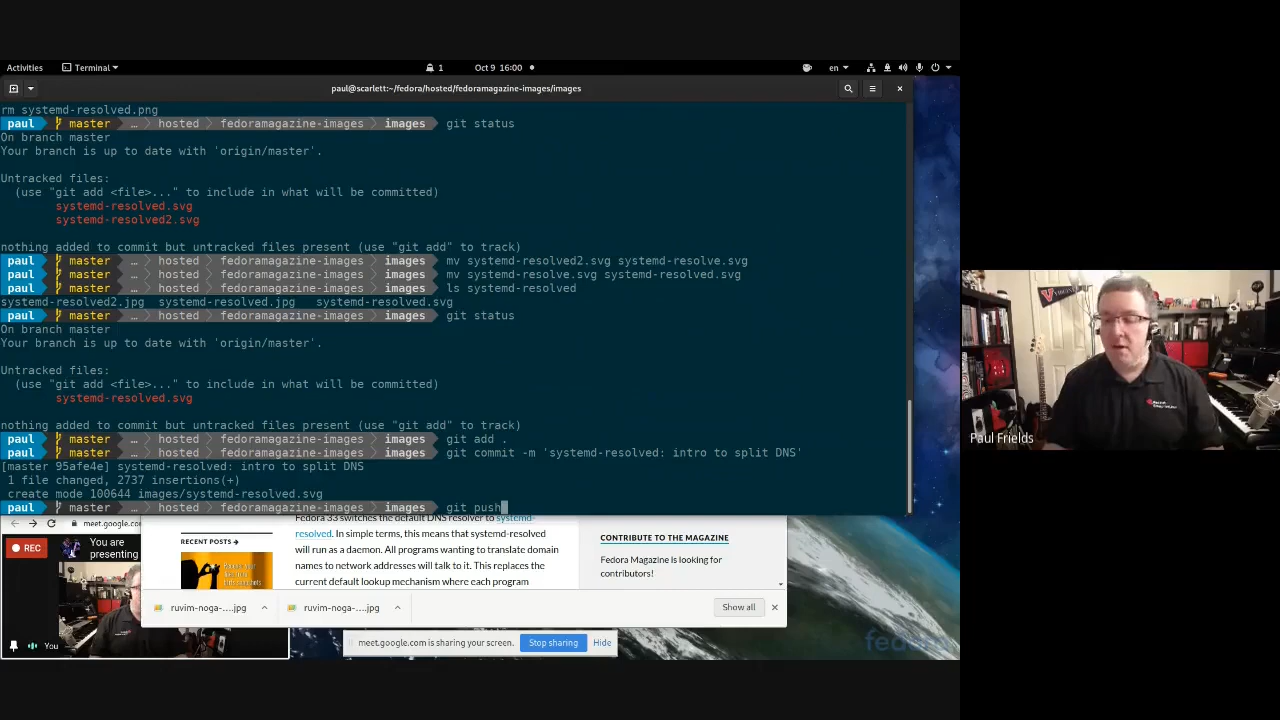 Activities
Terminal
1
Oct 9 16:00
en
paul@scarlett:~/fedora/hosted/fedoramagazine-images/images
rm systemd-resolved.png
paul master … hosted fedoramagazine-images images git status
On branch master
Your branch is up to date with 'origin/master'.
Untracked files:
(use "git add <file>..." to include in what will be committed)
systemd-resolved.svg
systemd-resolved2.svg
nothing added to commit but untracked files present (use "git add" to track)
paul master … hosted fedoramagazine-images images mv systemd-resolved2.svg systemd-resolve.svg
paul master … hosted fedoramagazine-images images mv systemd-resolve.svg systemd-resolved.svg
paul master … hosted fedoramagazine-images images ls systemd-resolved
systemd-resolved2.jpg systemd-resolved.jpg systemd-resolved.svg
paul master … hosted fedoramagazine-images images git status
On branch master
Your branch is up to date with 'origin/master'.
Untracked files:
(use "git add <file>..." to include in what will be committed)
systemd-resolved.svg
nothing added to commit but untracked files present (use "git add" to track)
paul master … hosted fedoramagazine-images images git add .
paul master … hosted fedoramagazine-images images git commit -m 'systemd-resolved: intro to split DNS'
[master 95afe4e] systemd-resolved: intro to split DNS
1 file changed, 2737 insertions(+)
create mode 100644 images/systemd-resolved.svg
paul master … hosted fedoramagazine-images images git push
meet.google.co
REC
You are
presenting
You
RECENT POSTS
Fedora 33 switches the default DNS resolver to systemd-
resolved. In simple terms, this means that systemd-resolved
will run as a daemon. All programs wanting to translate domain
names to network addresses will talk to it. This replaces the
current default lookup mechanism where each program
CONTRIBUTE TO THE MAGAZINE
Fedora Magazine is looking for
contributors!
ruvim-noga-....jpg
ruvim-noga-....jpg
Show all
meet.google.com is sharing your screen.
Stop sharing
Hide
fedora
Paul Frields